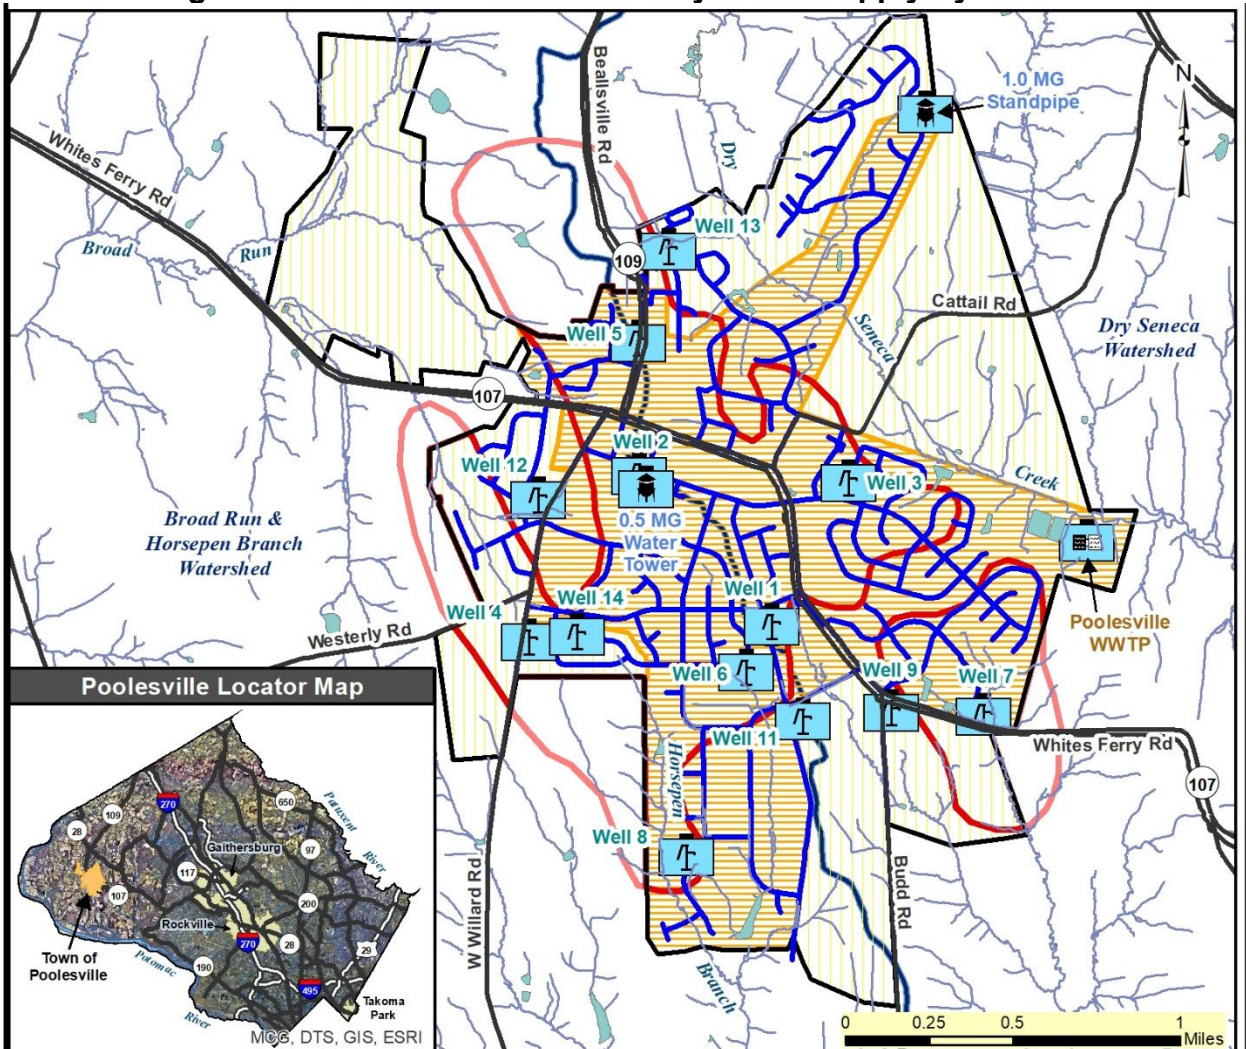 1.0 MG
Standpipe
N
Beallsville Rd
Whites Ferry Rd
Dry
Broad
Run
Well 13
109
Cattail Rd
Seneca
Dry Seneca
Watershed
Well 5
107
Well 2
Well 12
Well 3
Creek
Broad Run &
Horsepen Branch
Watershed
0.5 MG
Water
Tower
Well 14
Well 1
Well 4
Westerly Rd
Poolesville
WWTP
Well 6
Well 9
Well 7
Well 11
Whites Ferry Rd
107
Horsepen
Well 8
Budd Rd
W Willard Rd
Branch
Poolesville Locator Map
270
650
109
28
Patuxent
River
Gaithersburg
97
117
107
200
Rockville
270
28
29
Town of
Poolesville
Potomac
River
190
495
Takoma
Park
MCG, DTS, GIS, ESRI
0 0.25 0.5 1
Miles